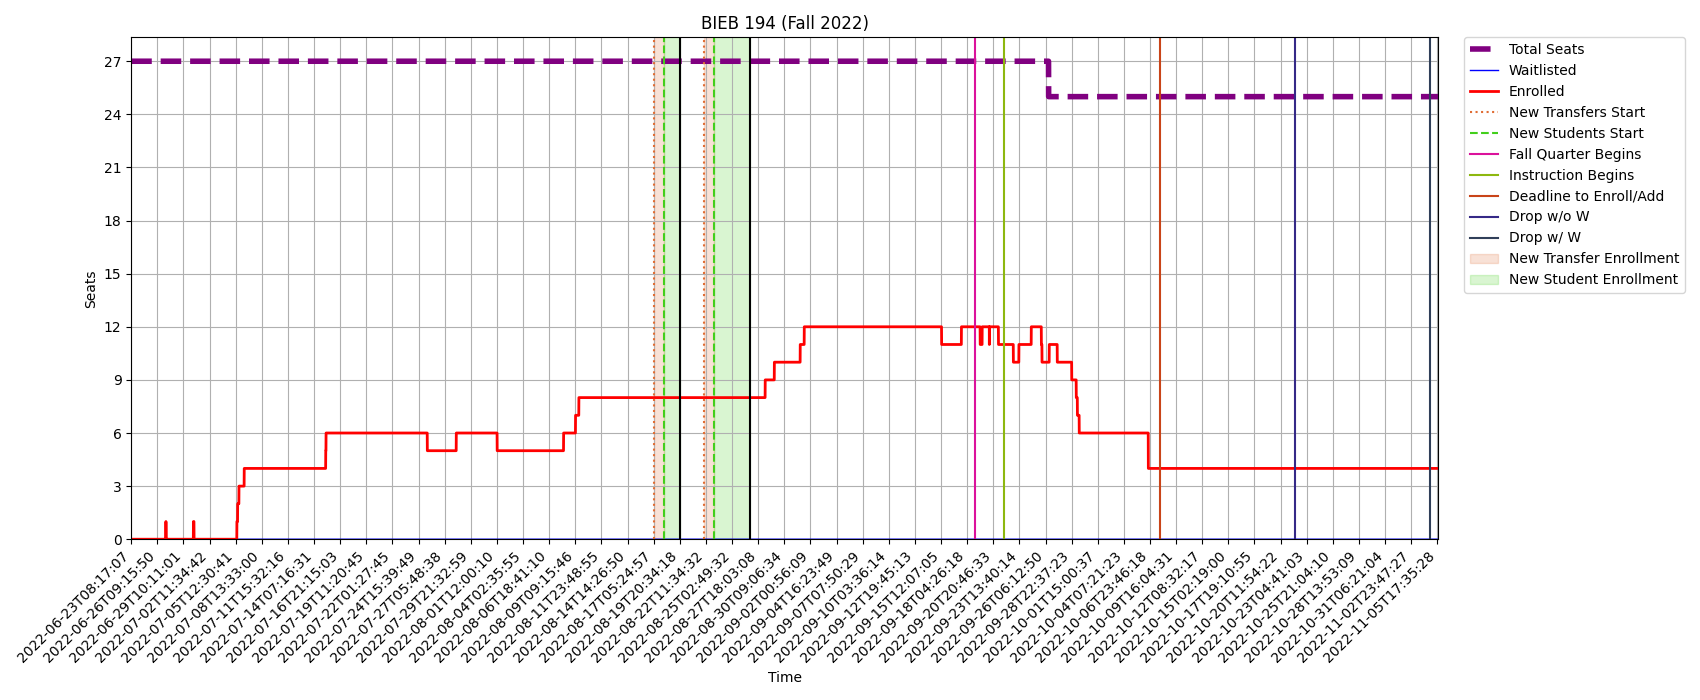 BIEB 194 (Fall 2022)
Seats
27
24
21
18
15
12
9
6
3
0
2022-06-23T08:17:07
2022-06-26T09:15:50
2022-06-29T10:11:01
2022-07-02T11:34:42
2022-07-05T12:30:41
2022-07-08T13:33:00
2022-07-11T15:32:16
2022-07-14T07:16:31
2022-07-16T21:15:03
2022-07-19T11:20:45
2022-07-22T01:27:45
2022-07-24T15:39:49
2022-07-27T05:48:38
2022-07-29T21:32:59
2022-08-01T12:00:10
2022-08-04T02:35:55
2022-08-06T18:41:10
2022-08-09T09:15:46
2022-08-11T23:48:55
2022-08-14T14:26:50
2022-08-17T05:24:57
2022-08-19T20:34:18
2022-08-22T11:34:32
2022-08-25T02:49:32
2022-08-27T18:03:08
2022-08-30T09:06:34
2022-09-02T00:56:09
2022-09-04T16:23:49
2022-09-07T07:50:29
2022-09-10T03:36:14
2022-09-12T19:45:13
2022-09-15T12:07:05
2022-09-18T04:26:18
2022-09-20T20:46:33
2022-09-23T13:40:14
2022-09-26T06:12:50
2022-09-28T22:37:23
2022-10-01T15:00:37
2022-10-04T07:21:23
2022-10-06T23:46:18
2022-10-09T16:04:31
2022-10-12T08:32:17
2022-10-15T02:19:00
2022-10-17T19:10:55
2022-10-20T11:54:22
2022-10-23T04:41:03
2022-10-25T21:04:10
2022-10-28T13:53:09
2022-10-31T06:21:04
2022-11-02T23:47:27
2022-11-05T17:35:28
Time
Total Seats
Waitlisted
Enrolled
New Transfers Start
New Students Start
Fall Quarter Begins
Instruction Begins
Deadline to Enroll/Add
Drop w/o W
Drop w/ W
New Transfer Enrollment
New Student Enrollment